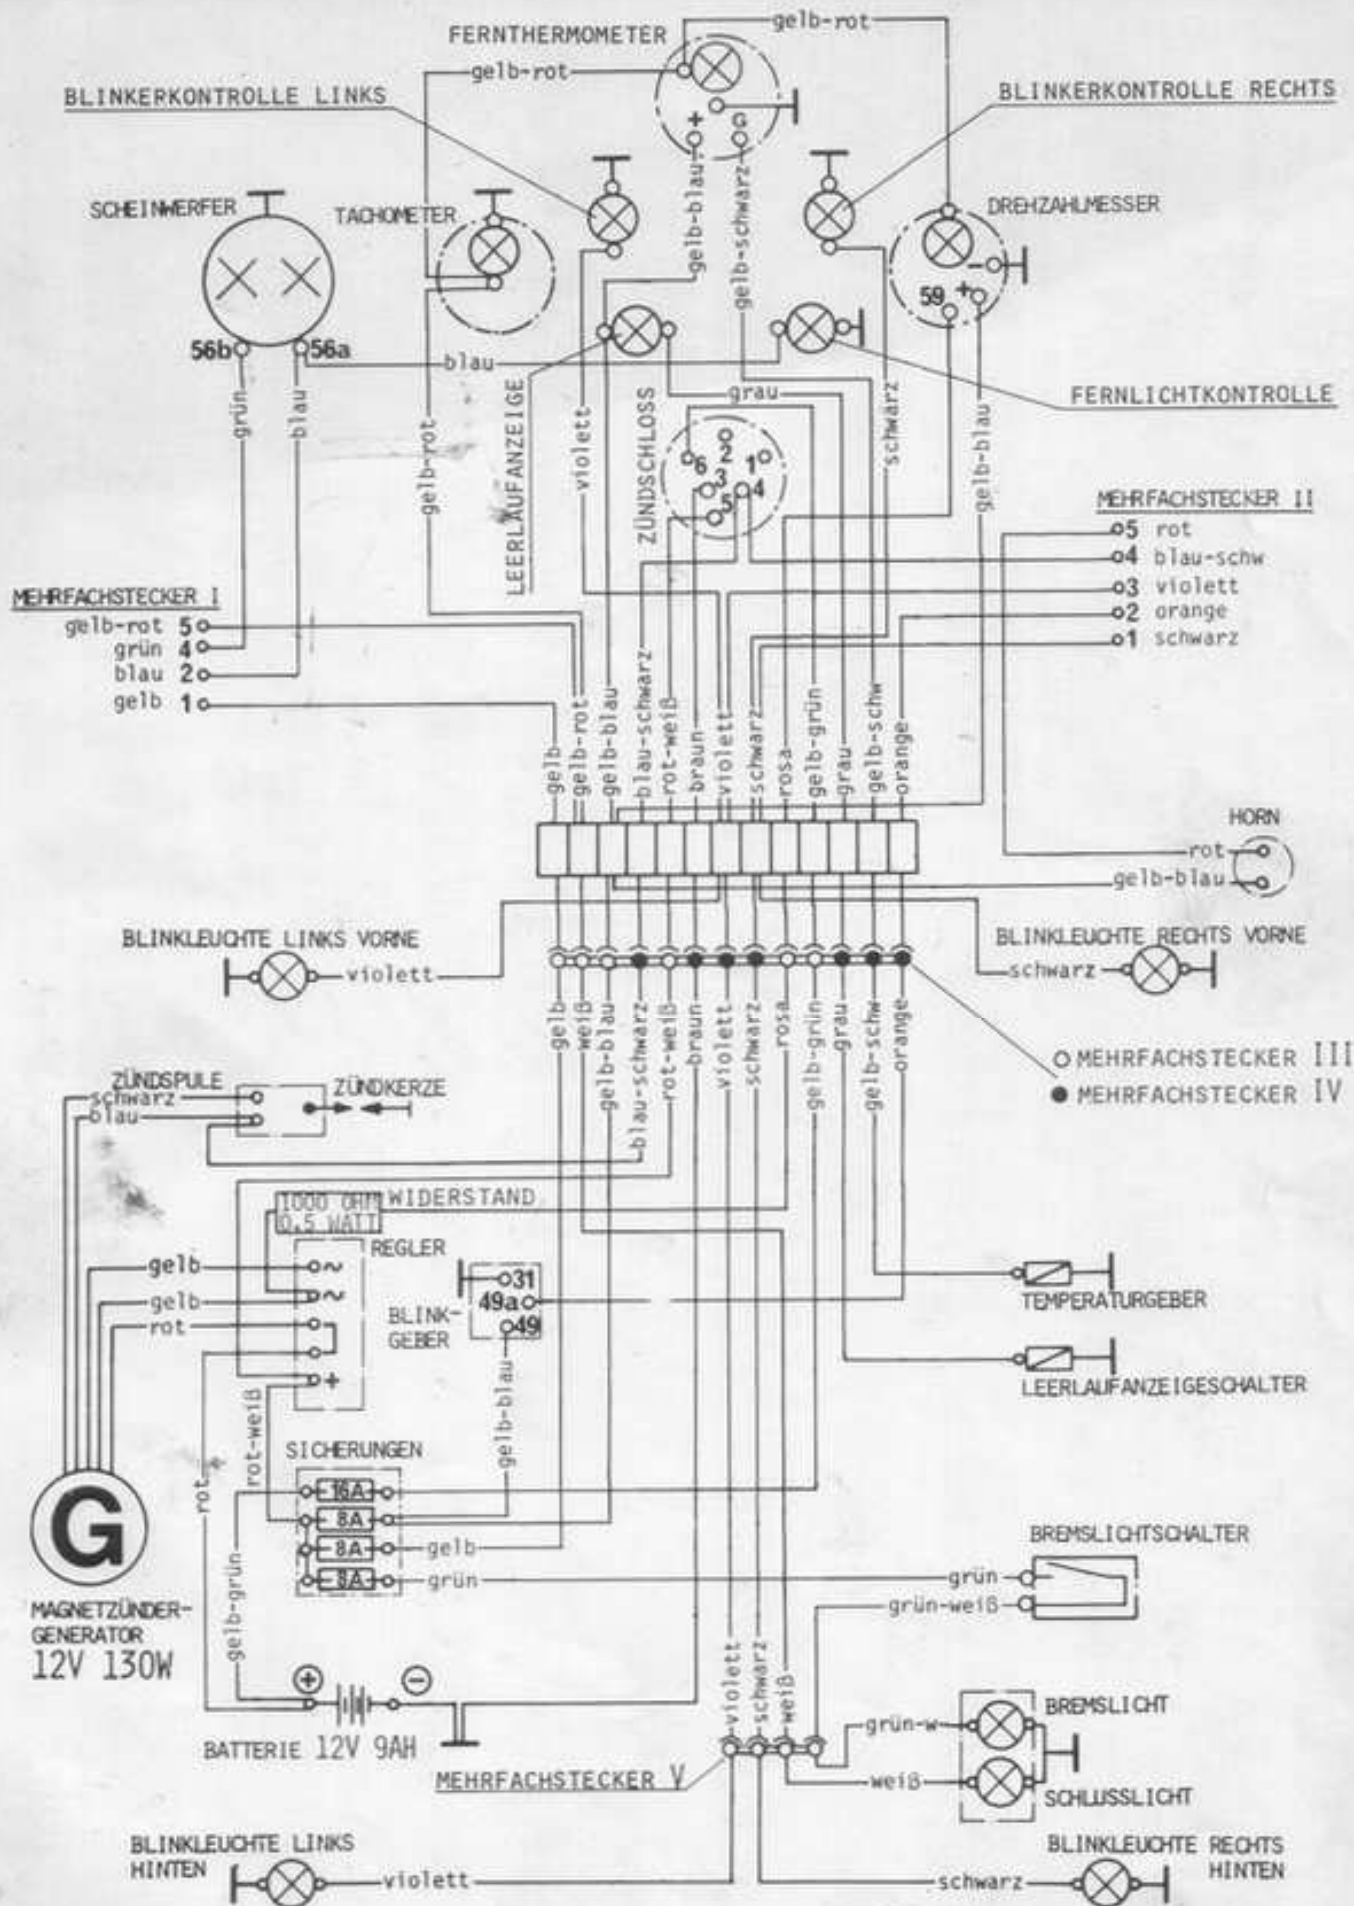 gelb-rot
FERNTHERMOMETER
gelb-rot
BLINKERKONTROLLE LINKS
BLINKERKONTROLLE RECHTS
+ G
SCHEINWERFER
TACHOMETER
DREHZAHLMESSER
gelb-blau
gelb-schwarz
-
59 +
56b 56a
blau
grau
FERNLICHTKONTROLLE
grün
blau
gelb-rot
LEERLAUFANZEIGE
violett
ZÜNDSCHLOSS
schwarz
gelb-blau
2
6 1
3 4
5
MEHRFACHSTECKER II
5 rot
4 blau-schw
3 violett
2 orange
1 schwarz
MEHRFACHSTECKER I
gelb-rot 5
grün 4
blau 2
gelb 1
gelb
gelb-rot
gelb-blau
blau-schwarz
rot-weiß
braun
violett
schwarz
rosa
gelb-grün
grau
gelb-schw
orange
HORN
rot
gelb-blau
BLINKLEUCHTE LINKS VORNE
violett
BLINKLEUCHTE RECHTS VORNE
schwarz
gelb
weiß
gelb-blau
blau-schwarz
rot-weiß
braun
violett
schwarz
rosa
gelb-grün
grau
gelb-schw
orange
MEHRFACHSTECKER III
MEHRFACHSTECKER IV
ZÜNDSPULE
schwarz
blau
ZÜNDKERZE
1000 OHM
0.5 WATT
WIDERSTAND
REGLER
gelb ~
gelb ~
rot
+
BLINK-
GEBER
31
49a
49
TEMPERATURGEBER
LEERLAUFANZEIGESCHALTER
gelb-blau
rot-weiß
rot
SICHERUNGEN
16A
8A
8A gelb
8A grün
gelb-grün
G
MAGNETZÜNDER-
GENERATOR
12V 130W
BREMSLICHTSCHALTER
grün
grün-weiß
+ -
BATTERIE 12V 9AH
violett
schwarz
weiß
MEHRFACHSTECKER V
grün-w
BREMSLICHT
weiß
SCHLUSSLICHT
BLINKLEUCHTE LINKS
HINTEN
violett
BLINKLEUCHTE RECHTS
HINTEN
schwarz